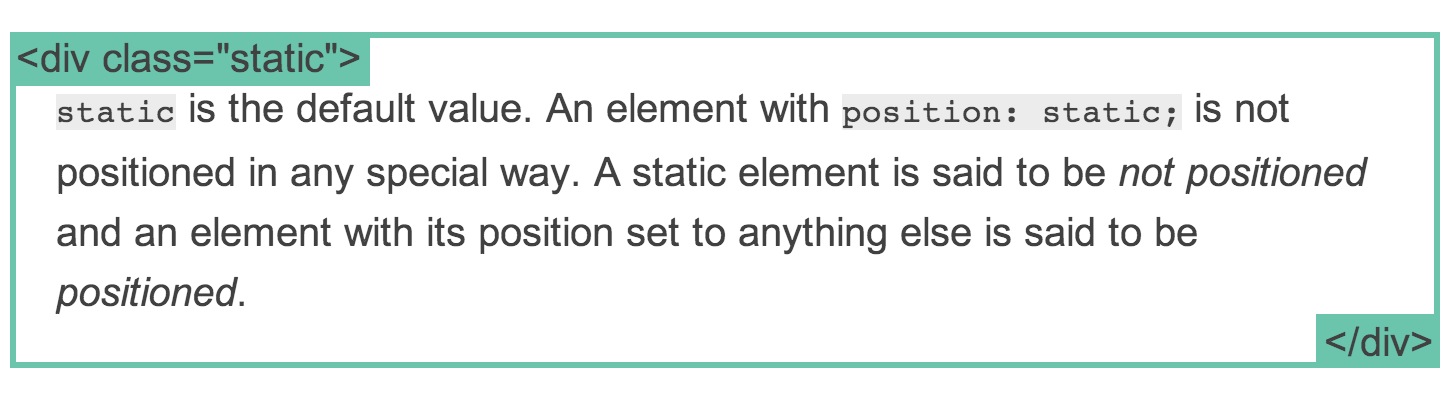 <div class="static">
static is the default value. An element with position: static; is not
positioned in any special way. A static element is said to be not positioned
and an element with its position set to anything else is said to be
positioned.
</div>